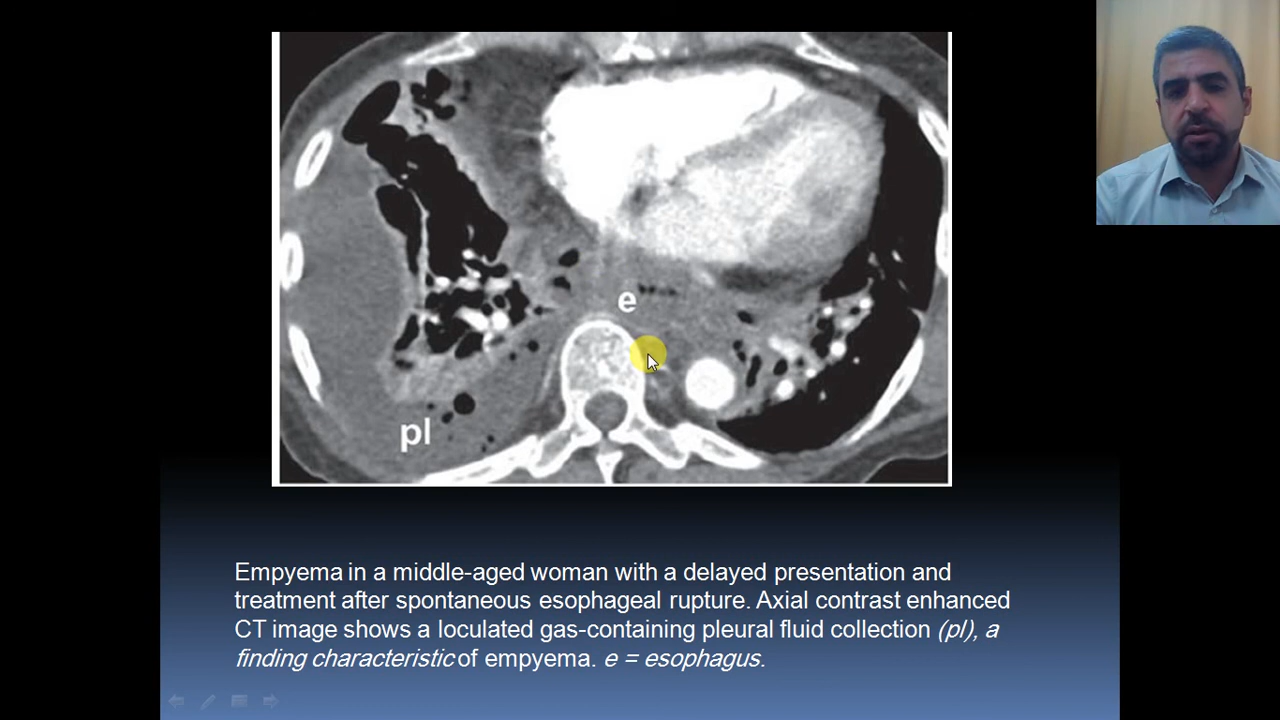 e
pl
Empyema in a middle-aged woman with a delayed presentation and
treatment after spontaneous esophageal rupture. Axial contrast enhanced
CT image shows a loculated gas-containing pleural fluid collection (pl), a
finding characteristic of empyema. e = esophagus.